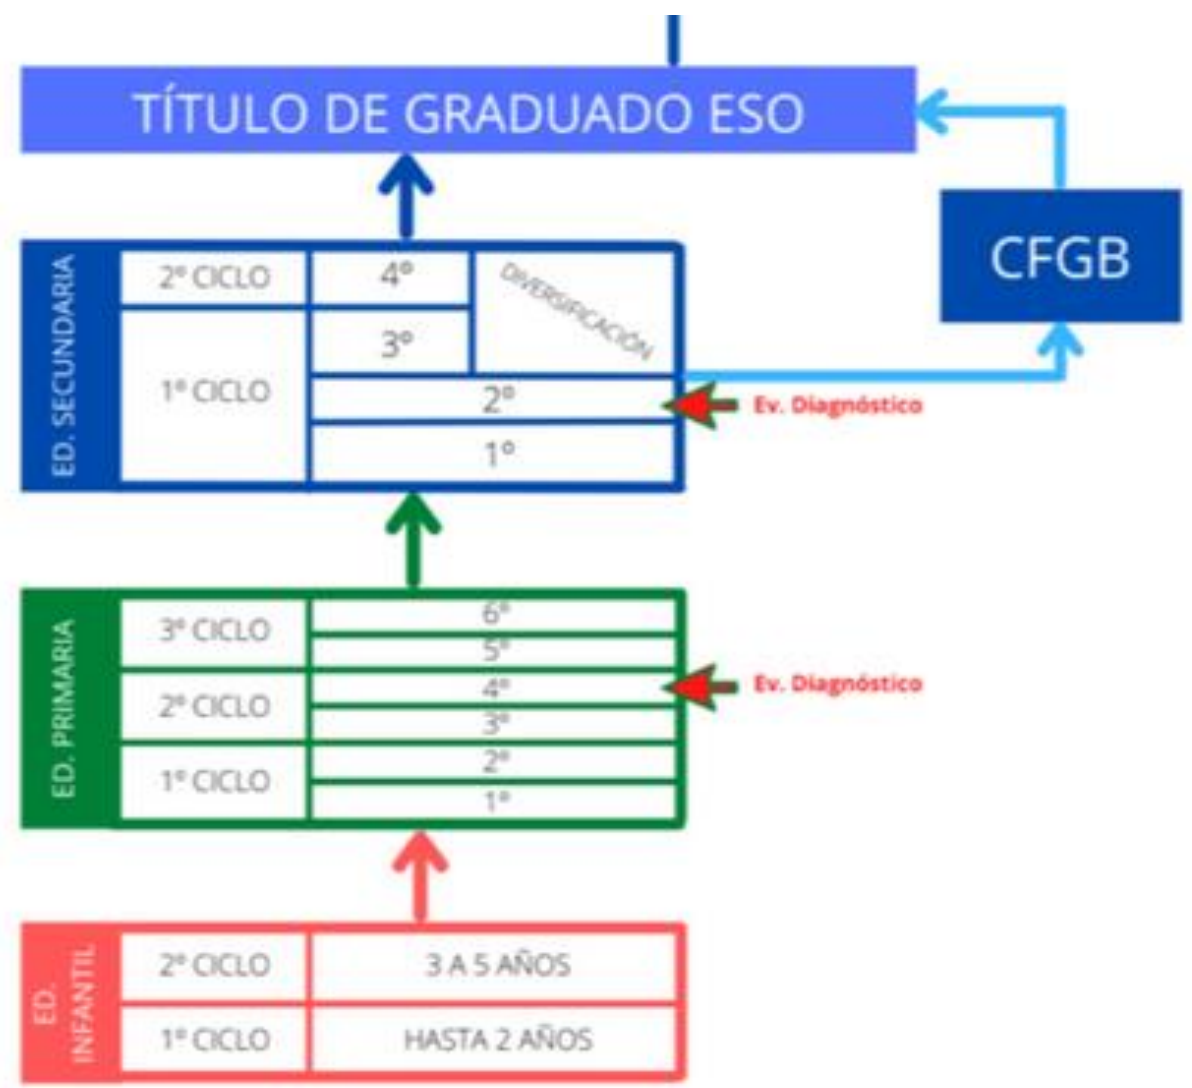 TÍTULO DE GRADUADO ESO
CFGB
ED. SECUNDARIA
2º CICLO
4º
DIVERSIFICACIÓN
3º
1º CICLO
2º
Ev. Diagnóstico
1º
ED. PRIMARIA
3º CICLO
6º
5º
2º CICLO
4º
Ev. Diagnóstico
3º
1º CICLO
2º
1º
ED.
INFANTIL
2º CICLO
3 A 5 AÑOS
1º CICLO
HASTA 2 AÑOS